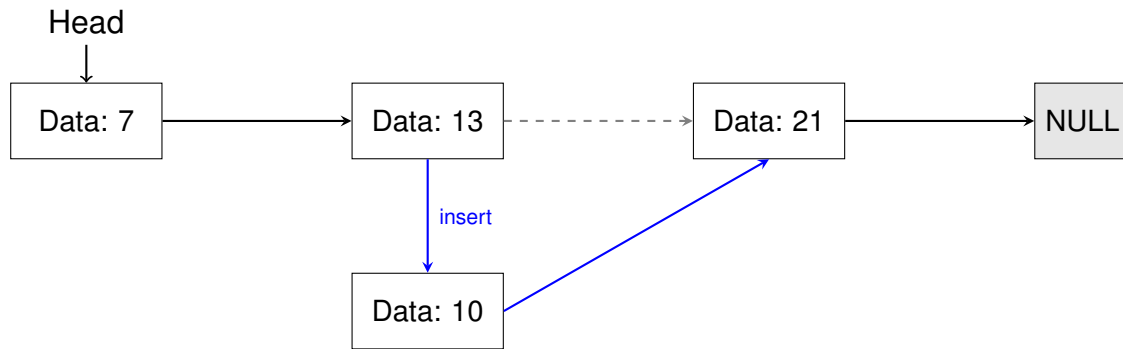 Head
Data: 7
Data: 13
Data: 21
NULL
insert
Data: 10